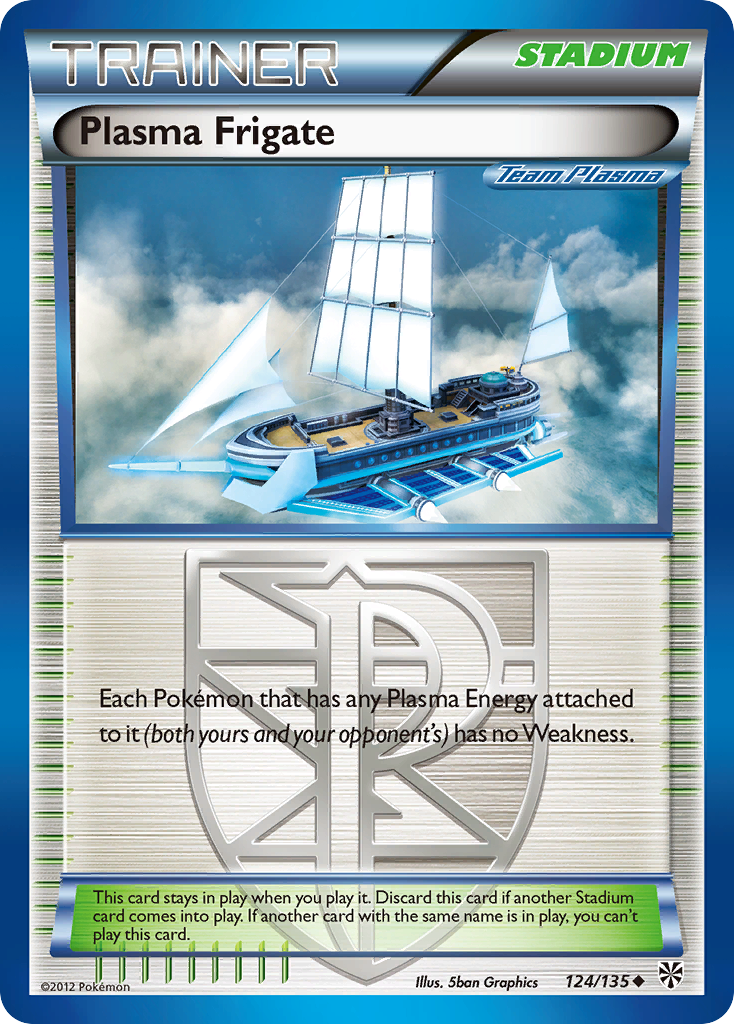 TRAINER
STADIUM
Plasma Frigate
Team Plasma
Each Pokémon that has any Plasma Energy attached
to it (both yours and your opponent's) has no Weakness.
This card stays in play when you play it. Discard this card if another Stadium
card comes into play. If another card with the same name is in play, you can't
play this card.
©2012 Pokémon
Illus. 5ban Graphics
124/135 ◆